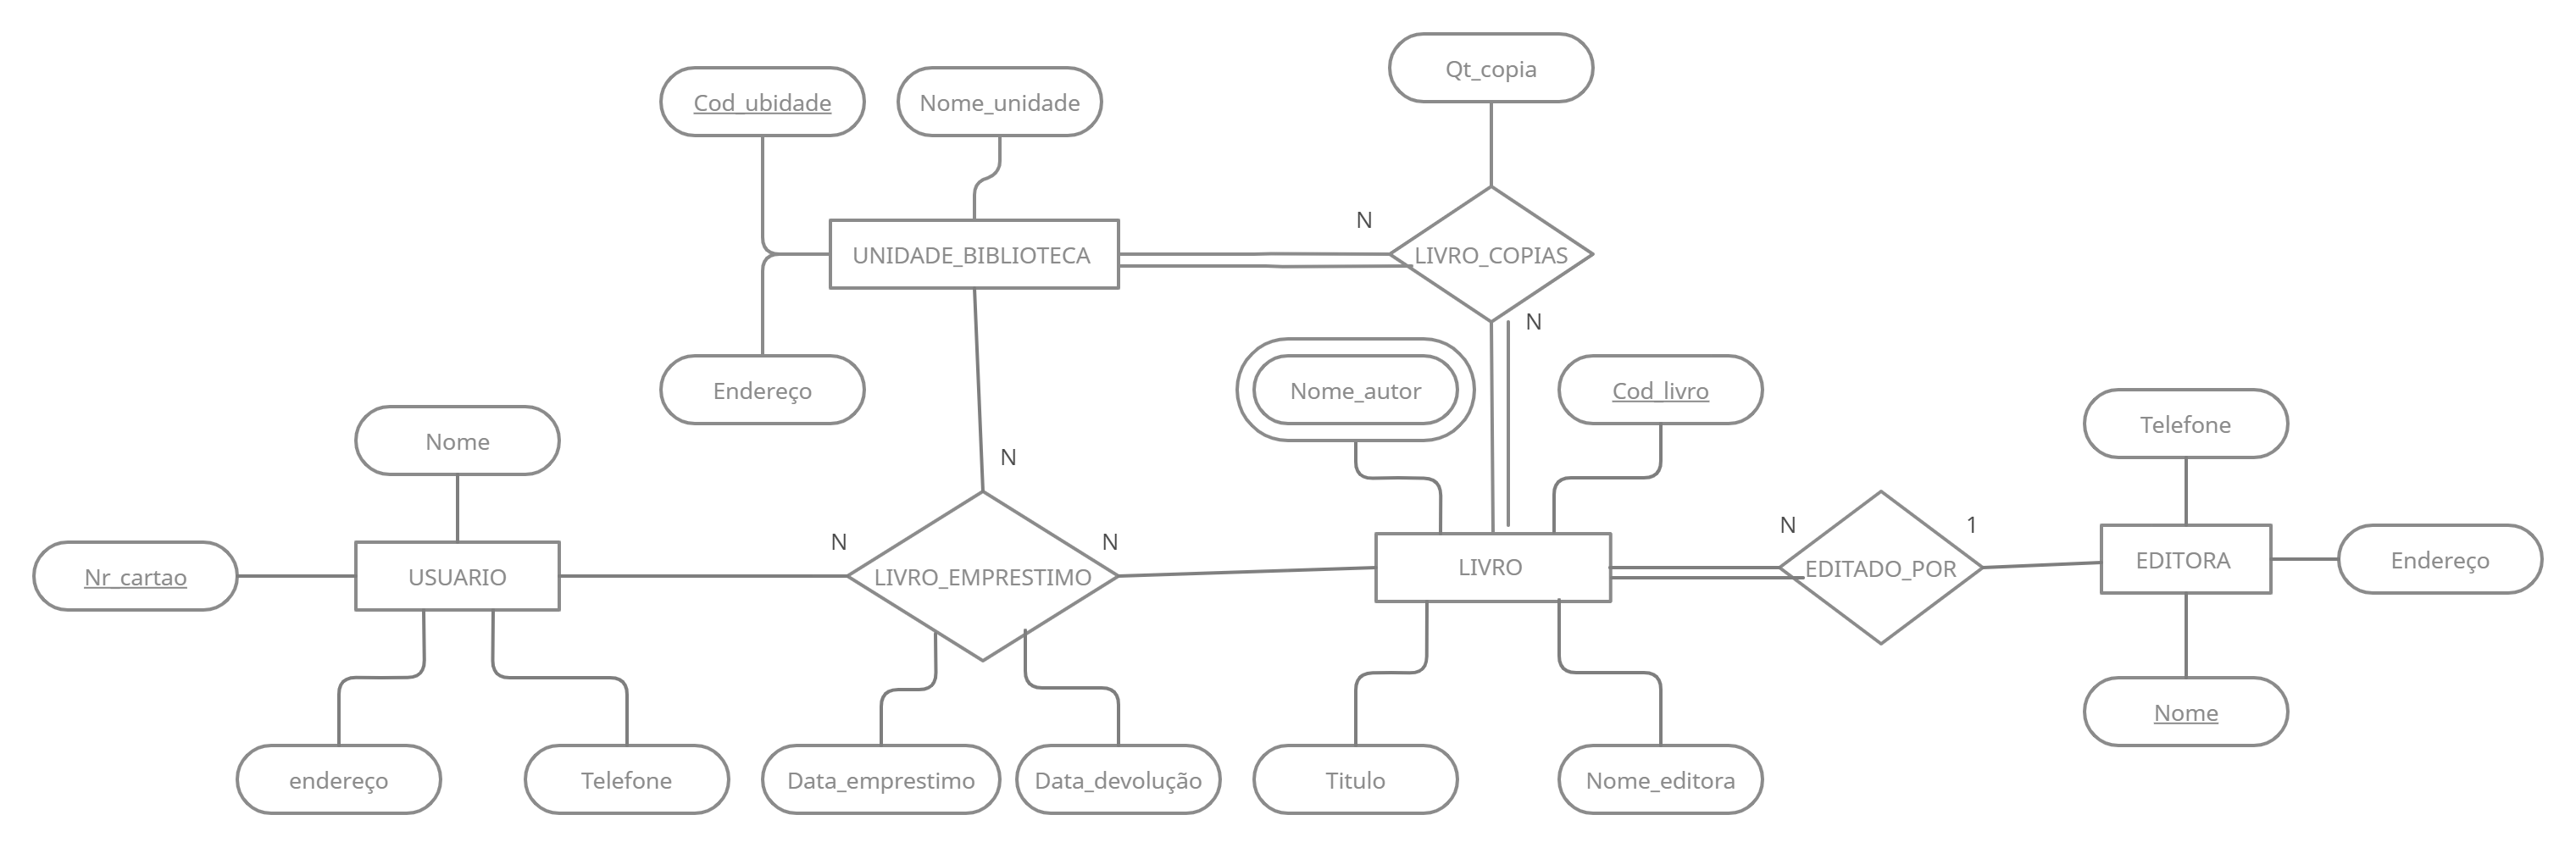 Qt_copia
Cod_ubidade
Nome_unidade
N
UNIDADE_BIBLIOTECA
LIVRO_COPIAS
N
Endereço
Nome_autor
Cod_livro
Telefone
Nome
N
N
N
N
1
Nr_cartao
USUARIO
LIVRO_EMPRESTIMO
LIVRO
EDITADO_POR
EDITORA
Endereço
Nome
endereço
Telefone
Data_emprestimo
Data_devolução
Titulo
Nome_editora